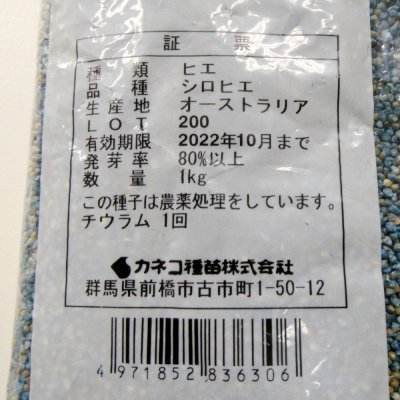 証 票
種 類 ヒエ
品 種 シロヒエ
生産地 オーストラリア
LOT 200
有効期限 2022年10月まで
発芽率 80%以上
数 量 1kg
この種子は農薬処理をしています。
チウラム 1回
カネコ種苗株式会社
群馬県前橋市古市町1-50-12
4 971852 836306